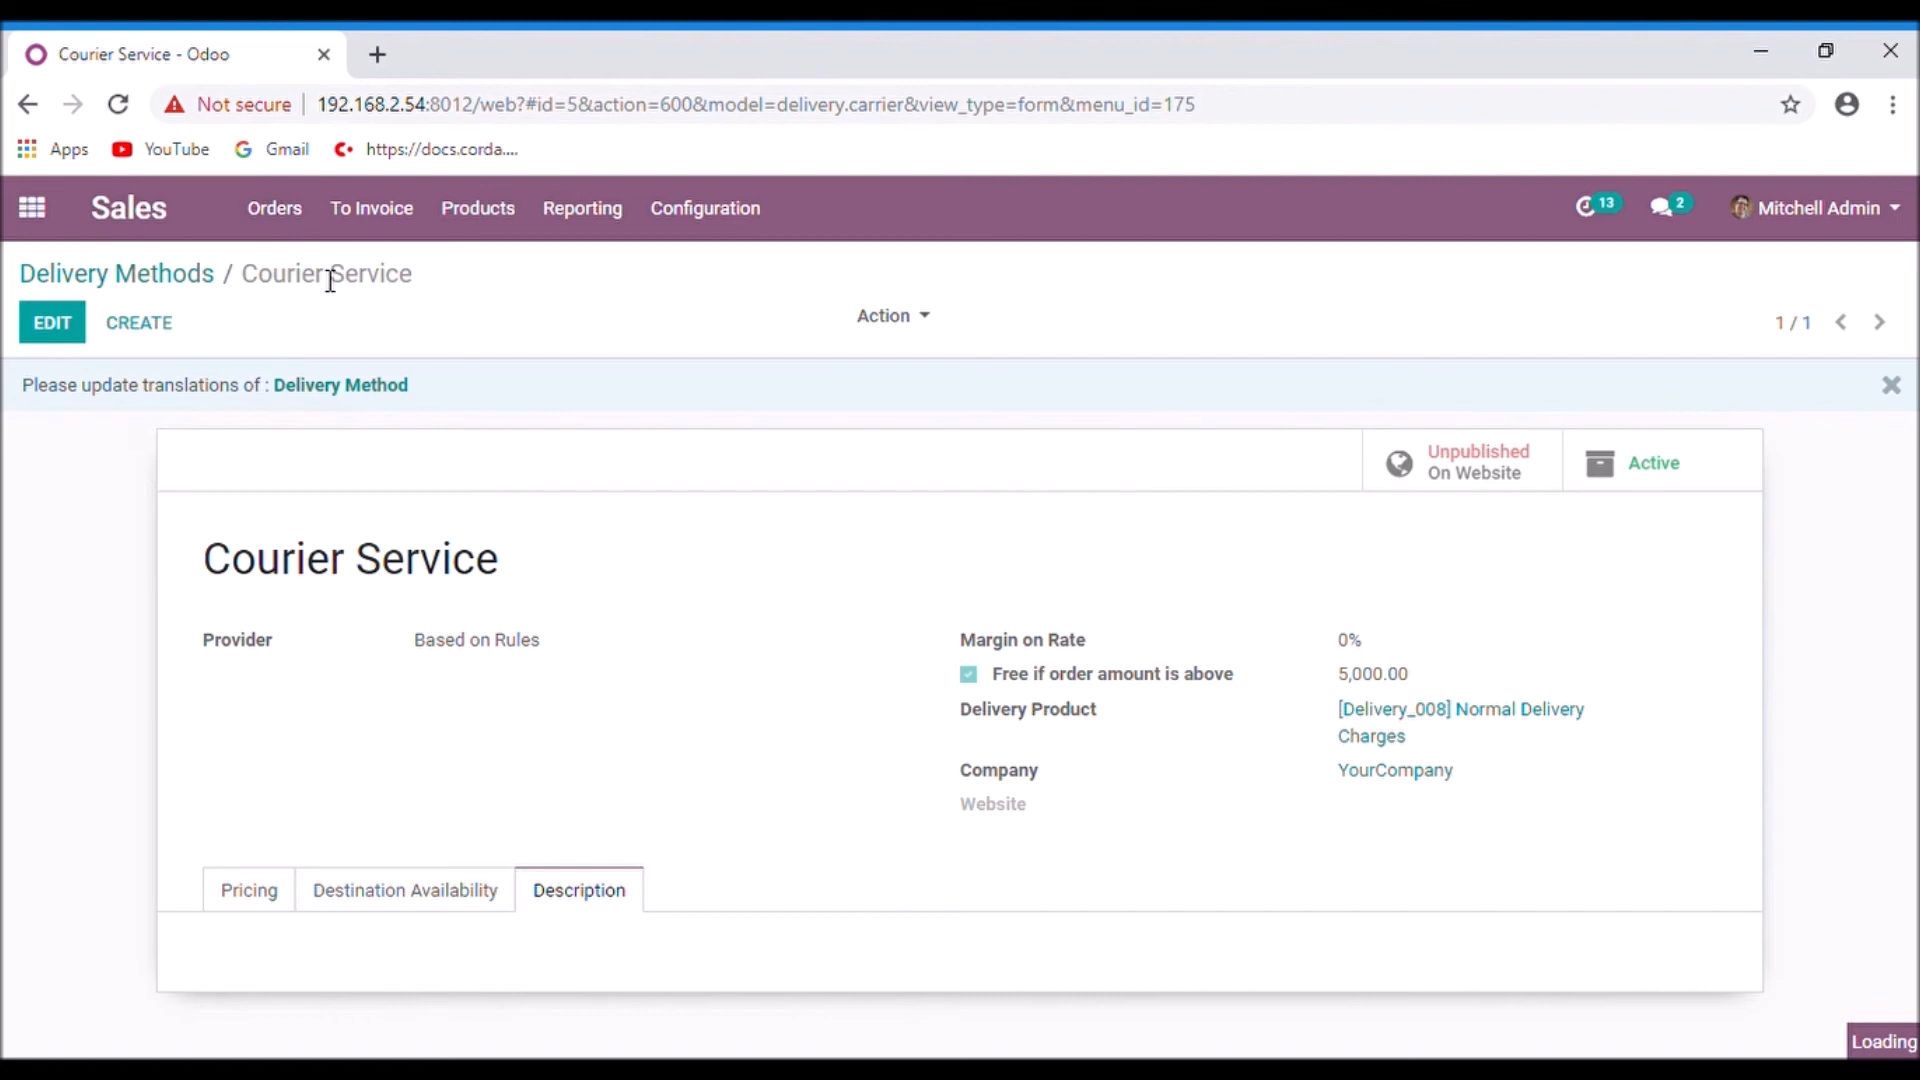 Courier Service - Odoo
Not secure 192.168.2.54:8012/web?#id=5&action=600&model=delivery.carrier&view_type=form&menu_id=175
Apps YouTube Gmail https://docs.corda....
Sales Orders To Invoice Products Reporting Configuration 13 2 Mitchell Admin
Delivery Methods / Courier Service
EDIT CREATE Action 1 / 1
Please update translations of : Delivery Method
Unpublished
On Website
Active
Courier Service
Provider Based on Rules
Margin on Rate 0%
Free if order amount is above 5,000.00
Delivery Product [Delivery_008] Normal Delivery
Charges
Company YourCompany
Website
Pricing Destination Availability Description
Loading